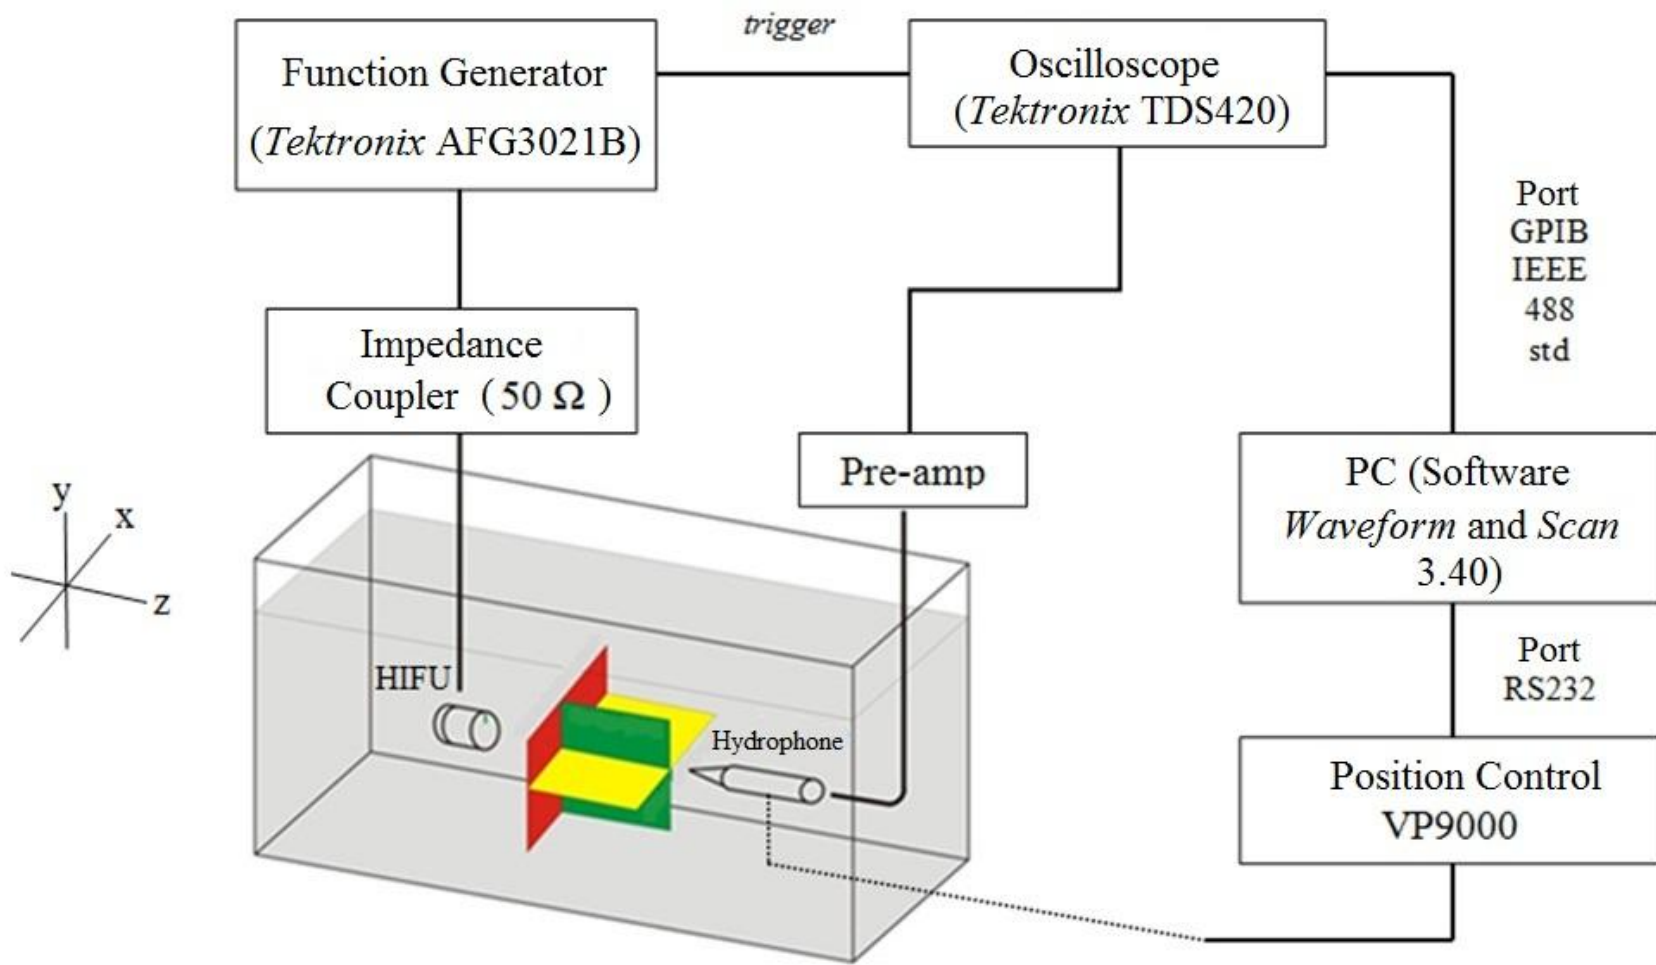 trigger
Function Generator
(Tektronix AFG3021B)
Oscilloscope
(Tektronix TDS420)
Port
GPIB
IEEE
488
std
Impedance
Coupler (50 Ω)
Pre-amp
PC (Software
Waveform and Scan
3.40)
y
x
z
HIFU
Hydrophone
Port
RS232
Position Control
VP9000